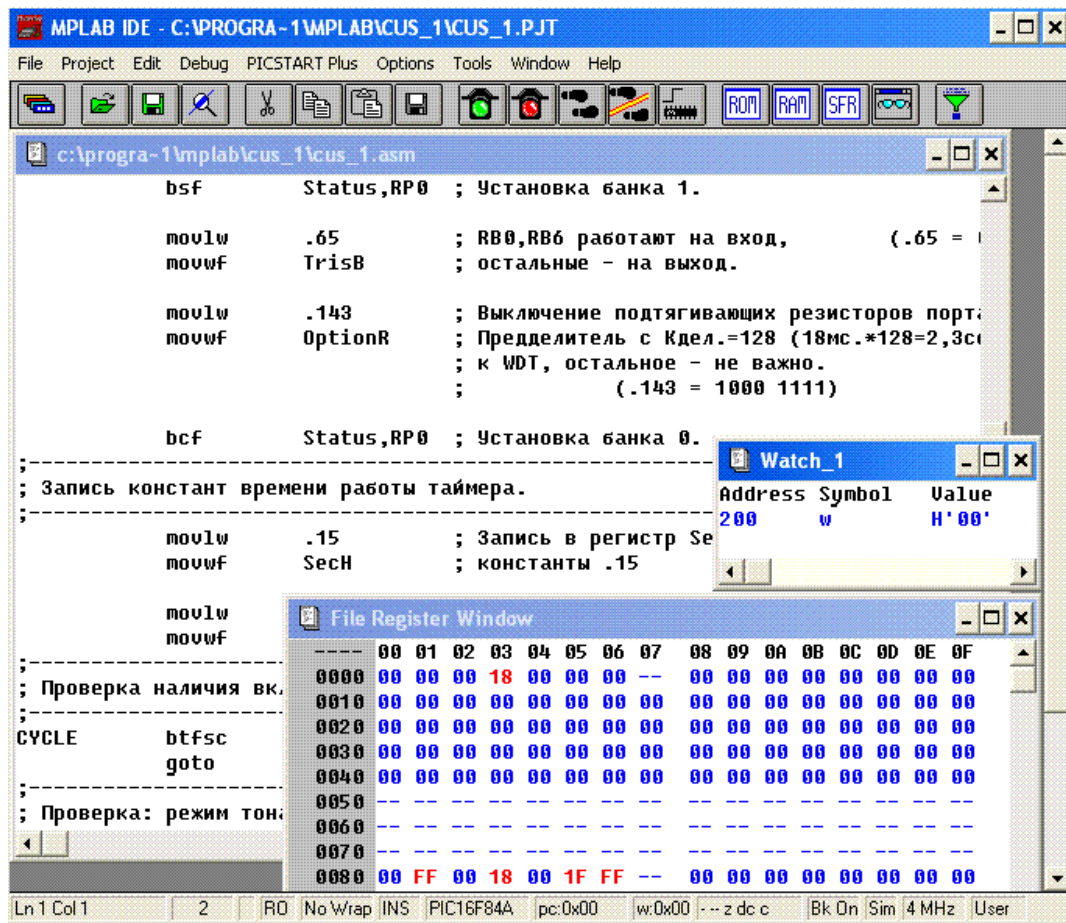 MPLAB IDE - C:\PROGRA~1\MPLAB\CUS_1\CUS_1.PJT
File Project Edit Debug PICSTART Plus Options Tools Window Help
ROM RAM SFR
c:\progra~1\mplab\cus_1\cus_1.asm
bsf Status,RP0 ; Установка банка 1.
movlw .65 ; RB0,RB6 работают на вход, (.65 =
movwf TrisB ; остальные - на выход.
movlw .143 ; Выключение подтягивающих резисторов
movwf OptionR ; Предделитель с Кдел.=128 (18мс.*128=2,3
; к WDT, остальное - не важно.
; (.143 = 1000 1111)
bcf Status,RP0 ; Установка банка 0.
;---------------------------------------------------------------
; Запись констант времени работы таймера.
;---------------------------------------------------------------
movlw .15 ; Запись в регистр
movwf SecH ; константы .15
movlw
movwf
;------------------------
; Проверка наличия
;------------------------
CYCLE btfsc
goto
;------------------------
; Проверка: режим
Watch_1
Address Symbol Value
200 w H'00'
File Register Window
---- 00 01 02 03 04 05 06 07 08 09 0A 0B 0C 0D 0E 0F
0000 00 00 00 18 00 00 00 -- 00 00 00 00 00 00 00 00
0010 00 00 00 00 00 00 00 00 00 00 00 00 00 00 00 00
0020 00 00 00 00 00 00 00 00 00 00 00 00 00 00 00 00
0030 00 00 00 00 00 00 00 00 00 00 00 00 00 00 00 00
0040 00 00 00 00 00 00 00 00 00 00 00 00 00 00 00 00
0050 -- -- -- -- -- -- -- -- -- -- -- -- -- -- -- --
0060 -- -- -- -- -- -- -- -- -- -- -- -- -- -- -- --
0070 -- -- -- -- -- -- -- -- -- -- -- -- -- -- -- --
0080 00 FF 00 18 00 1F FF -- 00 00 00 00 00 00 00 00
Ln 1 Col 1 2 RO No Wrap INS PIC16F84A pc:0x00 w:0x00 - -- z dc c Bk On Sim 4 MHz User